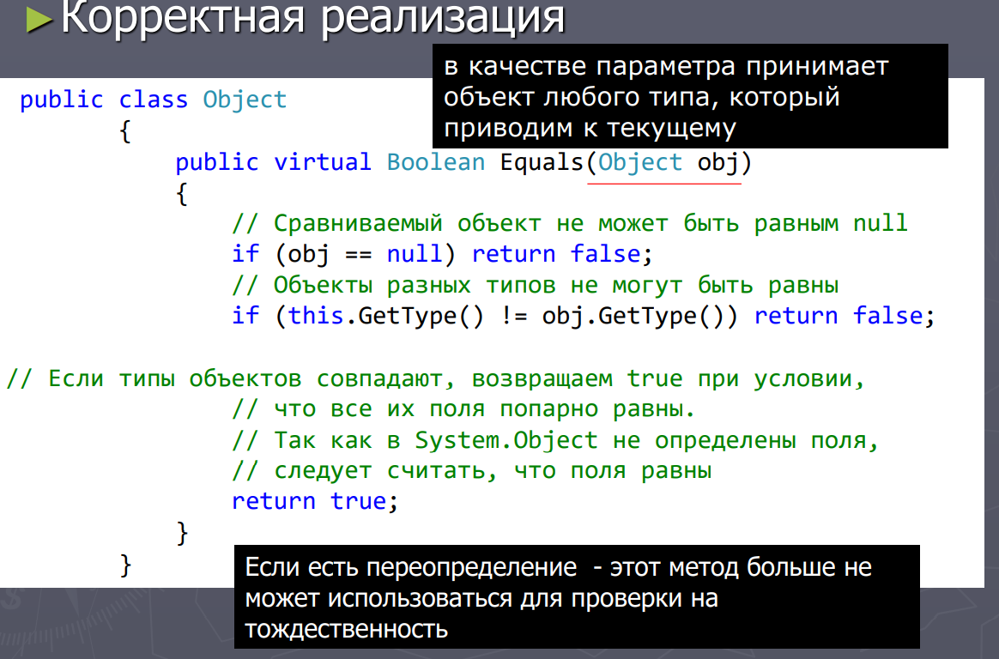 ►Корректная реализация
в качестве параметра принимает
объект любого типа, который
приводим к текущему
public class Object
{
public virtual Boolean Equals(Object obj)
{
// Сравниваемый объект не может быть равным null
if (obj == null) return false;
// Объекты разных типов не могут быть равны
if (this.GetType() != obj.GetType()) return false;
// Если типы объектов совпадают, возвращаем true при условии,
// что все их поля попарно равны.
// Так как в System.Object не определены поля,
// следует считать, что поля равны
return true;
}
}
Если есть переопределение - этот метод больше не
может использоваться для проверки на
тождественность